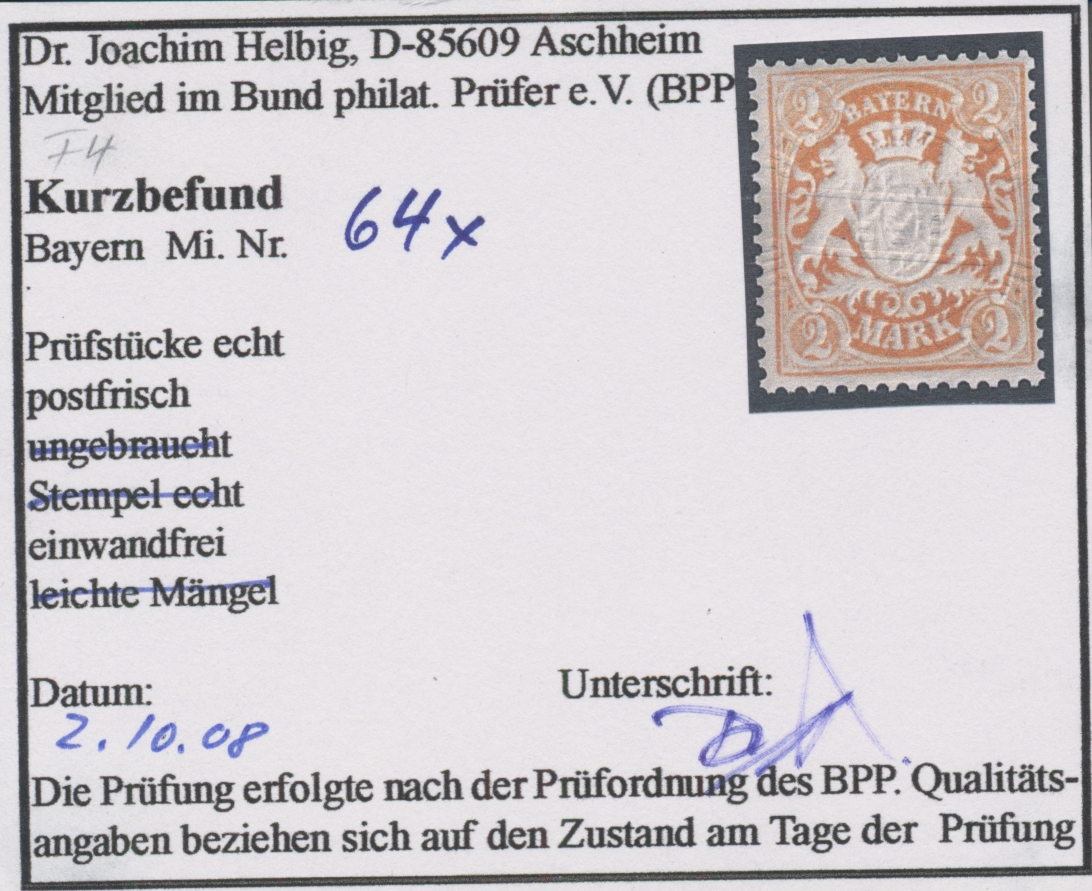 Dr. Joachim Helbig, D-85609 Aschheim
Mitglied im Bund philat. Prüfer e.V. (BPP
F4
Kurzbefund
Bayern Mi. Nr. 64x
Prüfstücke echt
postfrisch
ungebraucht
Stempel echt
einwandfrei
leichte Mängel
Datum:
2.10.08
Unterschrift:
Die Prüfung erfolgte nach der Prüfordnung des BPP. Qualitäts-
angaben beziehen sich auf den Zustand am Tage der Prüfung
2 BAYERN 2
2 MARK 2